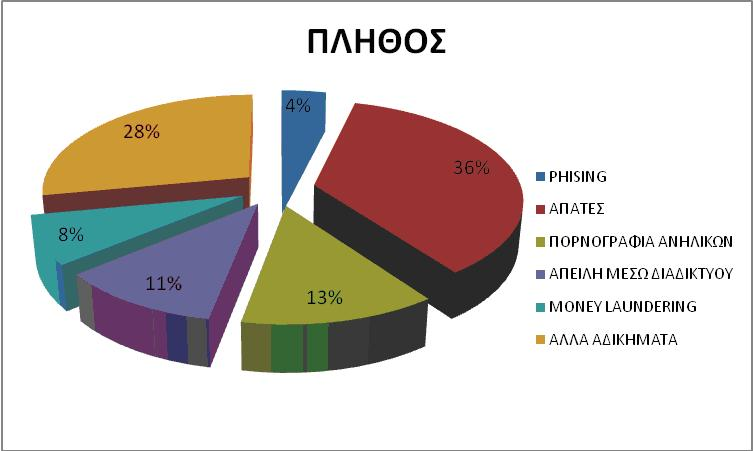 ΠΛΗΘΟΣ
4%
36%
13%
11%
8%
28%
PHISING
ΑΠΑΤΕΣ
ΠΟΡΝΟΓΡΑΦΙΑ ΑΝΗΛΙΚΩΝ
ΑΠΕΙΛΗ ΜΕΣΩ ΔΙΑΔΙΚΤΥΟΥ
MONEY LAUNDERING
ΑΛΛΑ ΑΔΙΚΗΜΑΤΑ